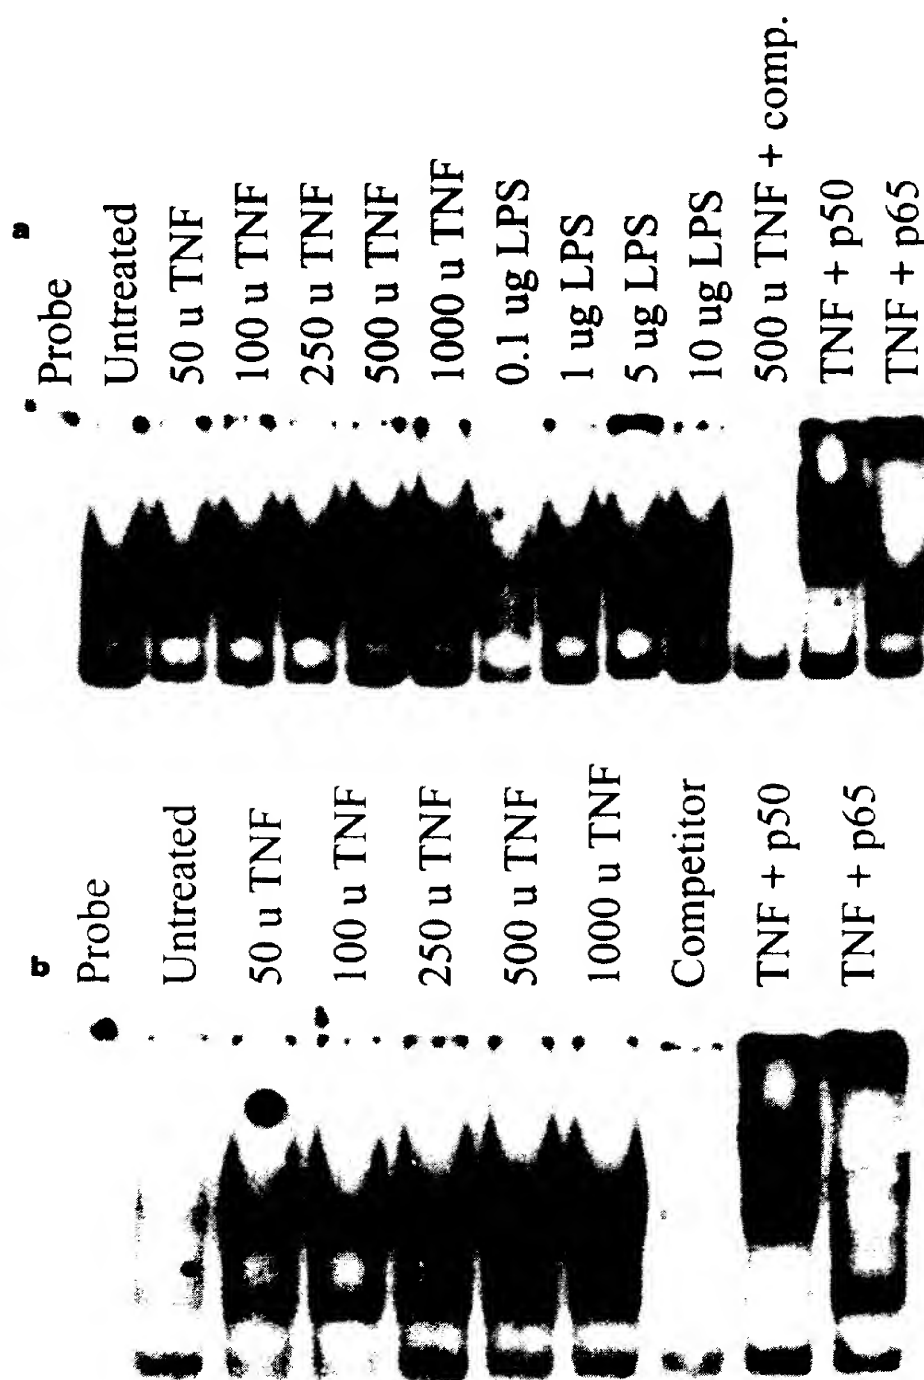 a
Probe
Untreated
50 u TNF
100 u TNF
250 u TNF
500 u TNF
1000 u TNF
0.1 ug LPS
1 ug LPS
5 ug LPS
10 ug LPS
500 u TNF + comp.
TNF + p50
TNF + p65
Probe
Untreated
50 u TNF
100 u TNF
250 u TNF
500 u TNF
1000 u TNF
Competitor
TNF + p50
TNF + p65